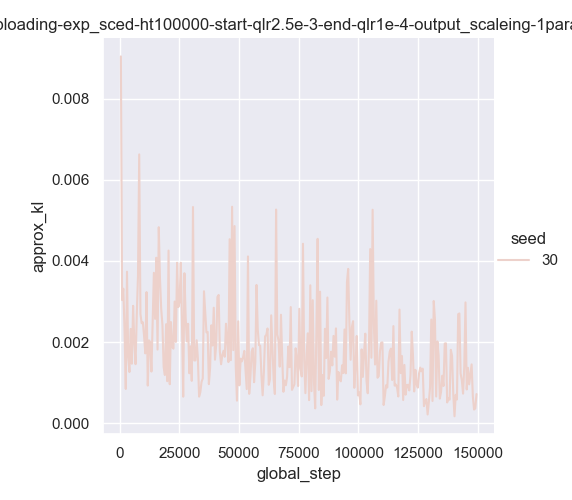 ploading-exp_sced-ht100000-start-qlr2.5e-3-end-qlr1e-4-output_scaleing-1para
0.008
0.006
0.004
0.002
0.000
approx_kl
0 25000 50000 75000 100000 125000 150000
global_step
seed
30